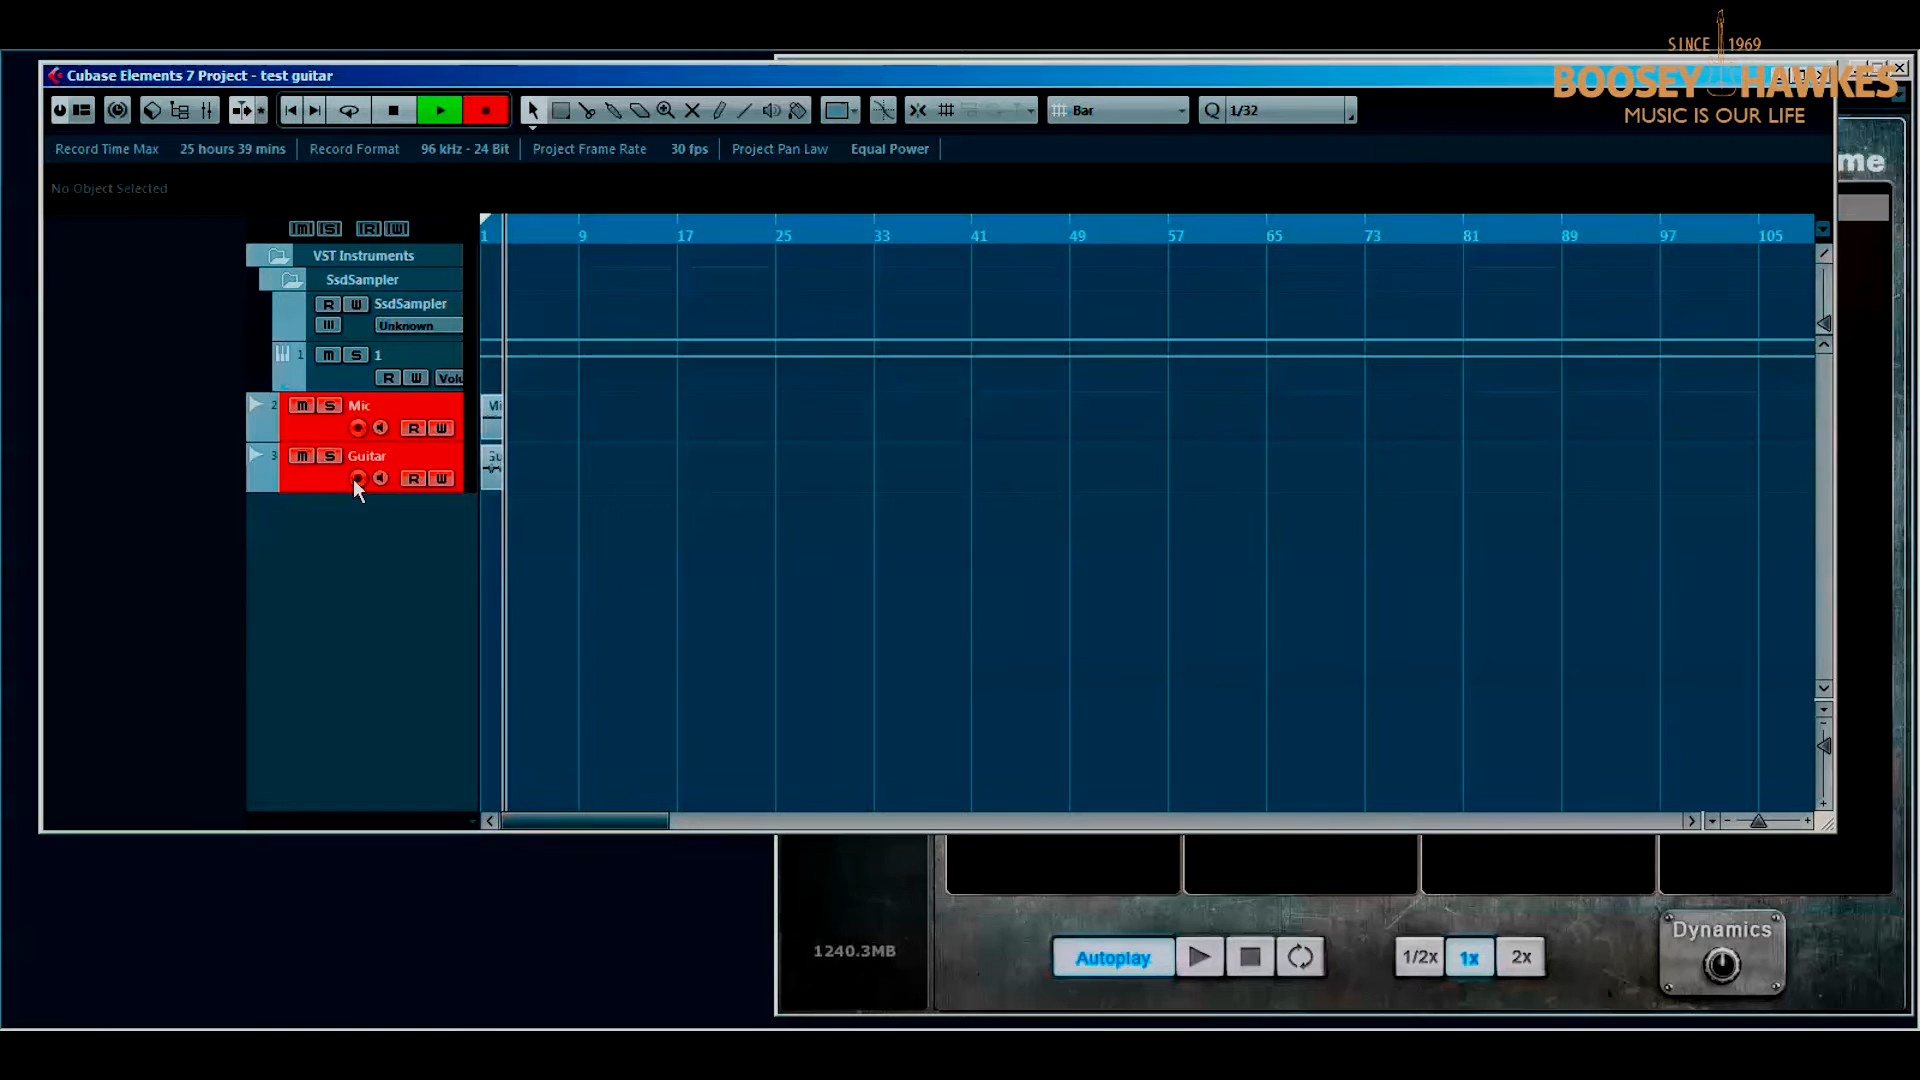 SINCE 1969
BOOSEY HAWKES
MUSIC IS OUR LIFE
Cubase Elements 7 Project - test guitar
Bar
Q 1/32
Record Time Max 25 hours 39 mins Record Format 96 kHz - 24 Bit Project Frame Rate 30 fps Project Pan Law Equal Power
me
No Object Selected
m S R W
1 9 17 25 33 41 49 57 65 73 81 89 97 105
VST Instruments
SsdSampler
R W SsdSampler
Unknown
1 m S 1
R W Volu
2 m S Mic
R W
3 m S Guitar
R W
1240.3MB
Autoplay
1/2x 1x 2x
Dynamics